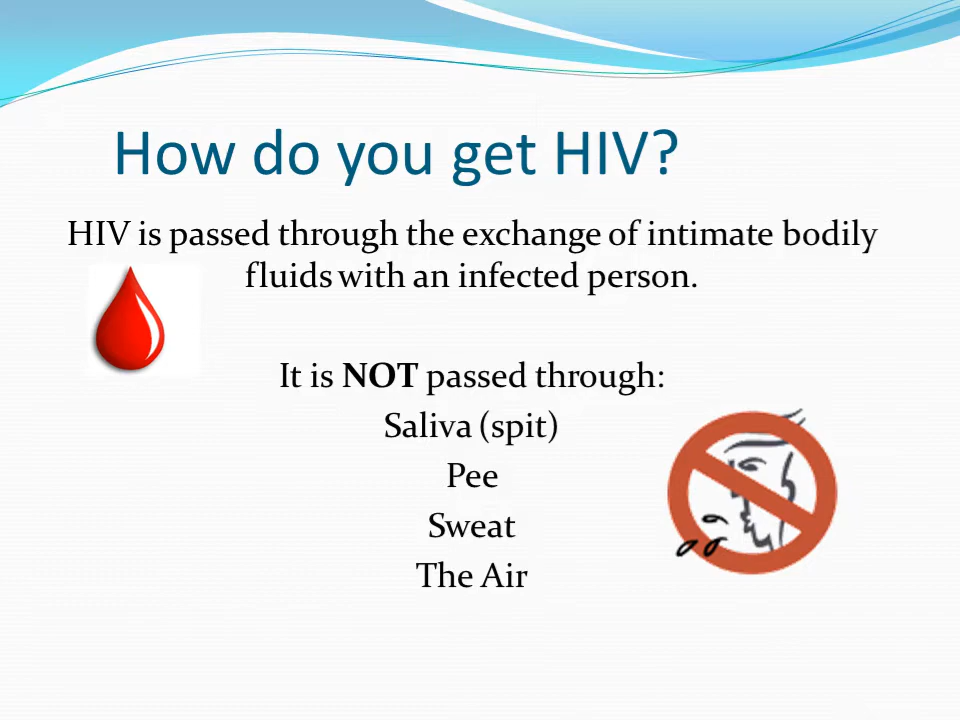 How do you get HIV?
HIV is passed through the exchange of intimate bodily
fluids with an infected person.
It is NOT passed through:
Saliva (spit)
Pee
Sweat
The Air